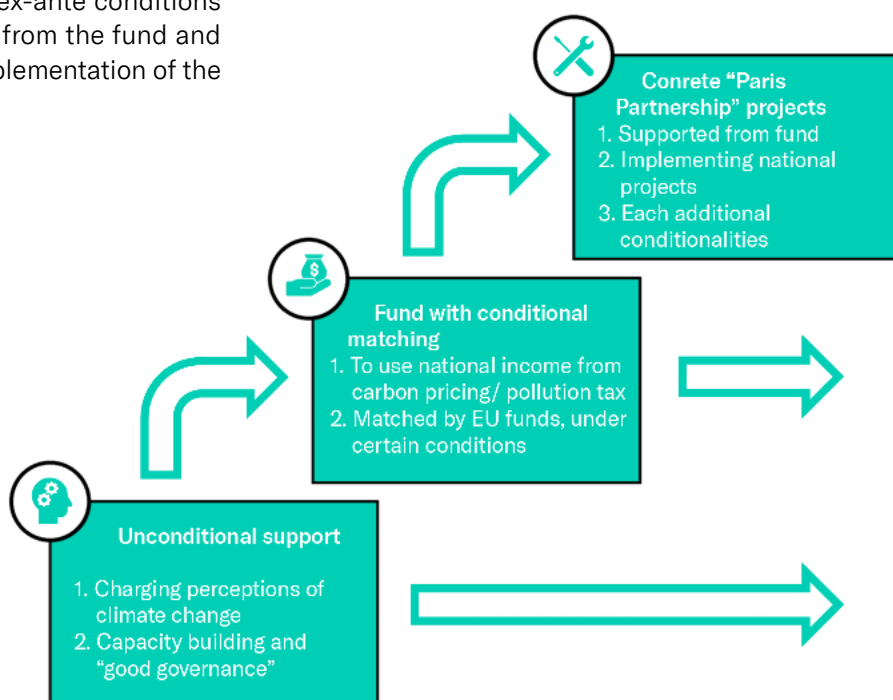 ex-ante conditions
from the fund and
plementation of the
Conrete “Paris
Partnership” projects
1. Supported from fund
2. Implementing national
projects
3. Each additional
conditionalities
$
Fund with conditional
matching
1. To use national income from
carbon pricing/ pollution tax
2. Matched by EU funds, under
certain conditions
Unconditional support
1. Charging perceptions of
climate change
2. Capacity building and
“good governance”